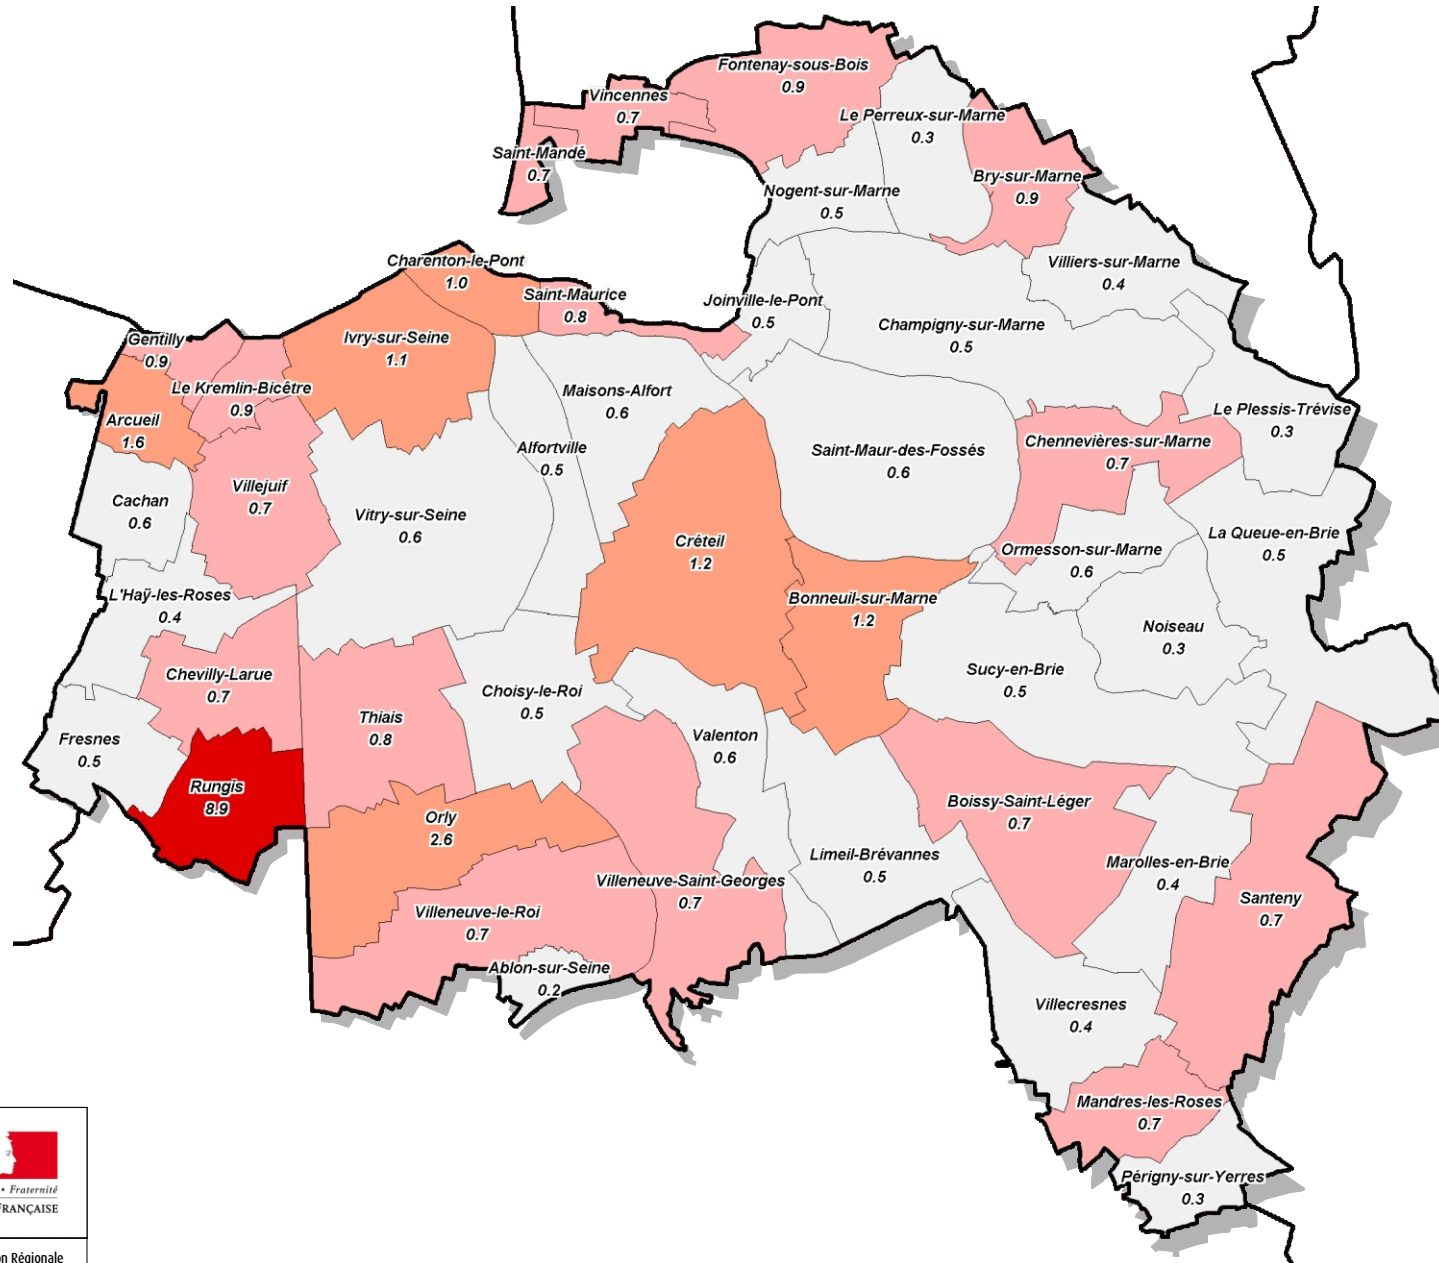 Fontenay-sous-Bois
0.9
Vincennes
0.7
Le Perreux-sur-Marne
0.3
Saint-Mandé
0.7
Bry-sur-Marne
0.9
Nogent-sur-Marne
0.5
Charenton-le-Pont
1.0
Villiers-sur-Marne
0.4
Saint-Maurice
0.8
Joinville-le-Pont
0.5
Champigny-sur-Marne
0.5
Gentilly
0.9
Ivry-sur-Seine
1.1
Le Kremlin-Bicêtre
0.9
Maisons-Alfort
0.6
Arcueil
1.6
Le Plessis-Trévise
0.3
Alfortville
0.5
Saint-Maur-des-Fossés
0.6
Chennevières-sur-Marne
0.7
Cachan
0.6
Villejuif
0.7
Vitry-sur-Seine
0.6
Créteil
1.2
Ormesson-sur-Marne
0.6
La Queue-en-Brie
0.5
L'Haÿ-les-Roses
0.4
Bonneuil-sur-Marne
1.2
Noiseau
0.3
Chevilly-Larue
0.7
Sucy-en-Brie
0.5
Choisy-le-Roi
0.5
Thiais
0.8
Fresnes
0.5
Valenton
0.6
Rungis
8.9
Orly
2.6
Boissy-Saint-Léger
0.7
Limeil-Brévannes
0.5
Marolles-en-Brie
0.4
Villeneuve-Saint-Georges
0.7
Santeny
0.7
Villeneuve-le-Roi
0.7
Ablon-sur-Seine
0.2
Villecresnes
0.4
Mandres-les-Roses
0.7
Périgny-sur-Yerres
0.3
• Fraternité
FRANÇAISE
on Régionale